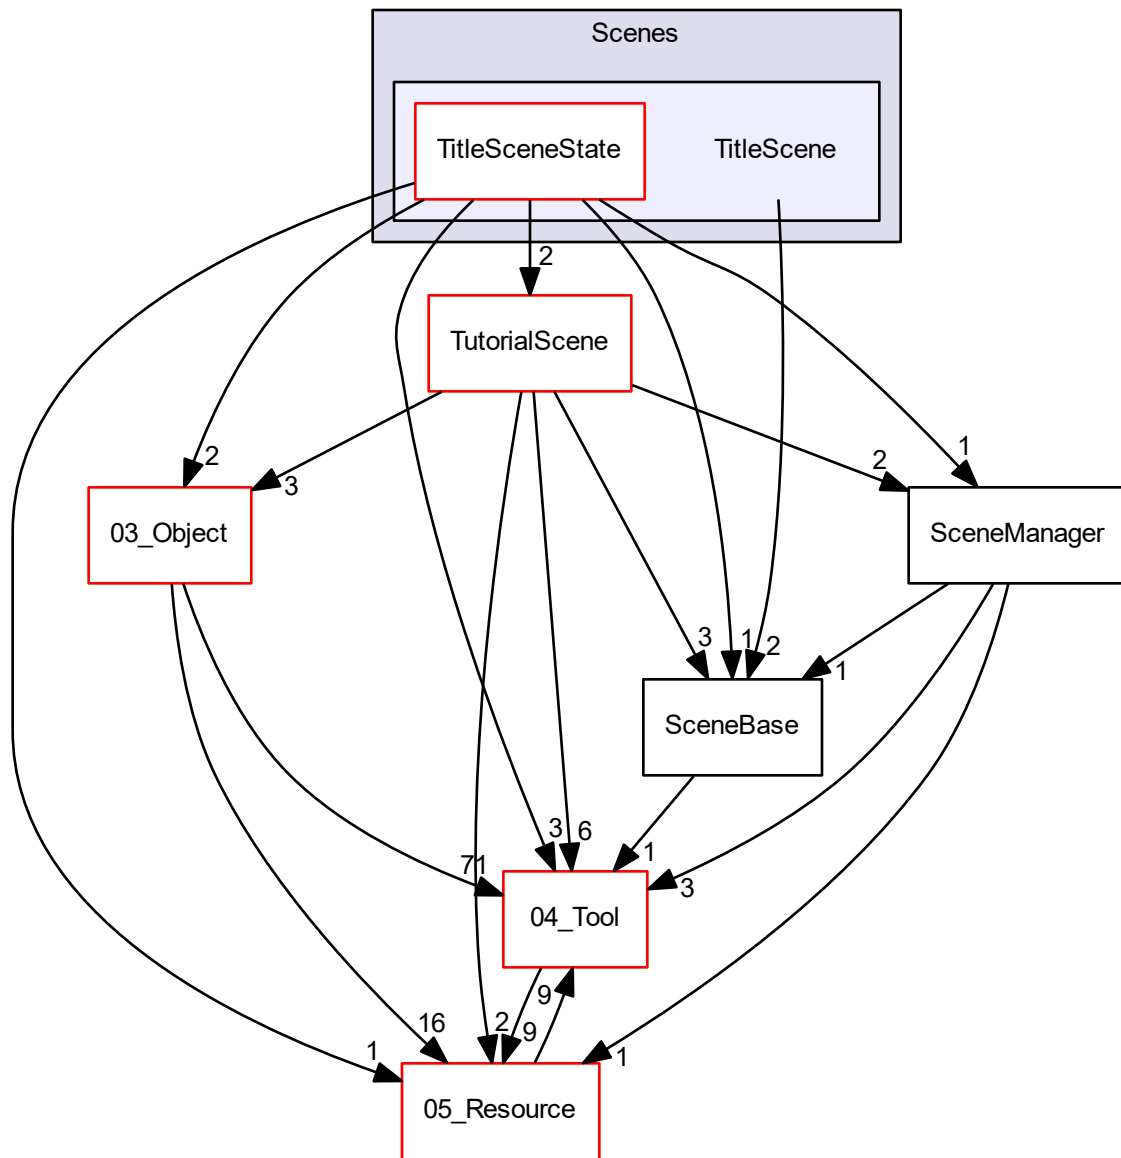 Scenes
TitleSceneState
TitleScene
2
TutorialScene
2
3
2
1
03_Object
SceneManager
3
1
2
1
SceneBase
71
3
6
1
3
04_Tool
9
16
2
9
1
1
05_Resource